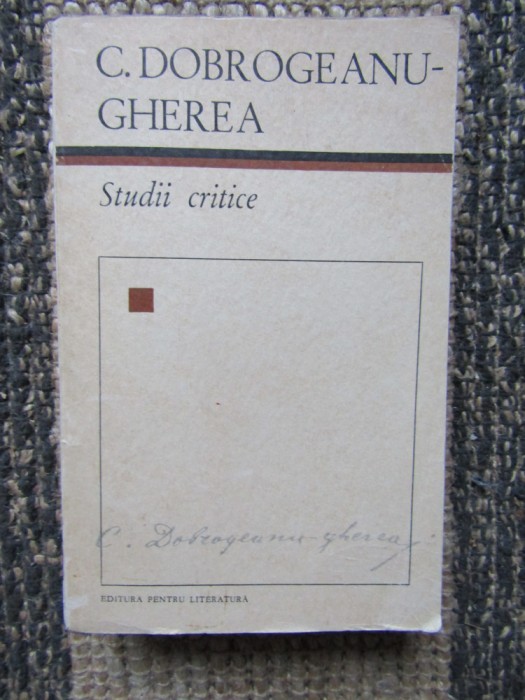 C. DOBROGEANU-
GHEREA
Studii critice
C. Dobrogeanu-gherea
EDITURA PENTRU LITERATURĂ